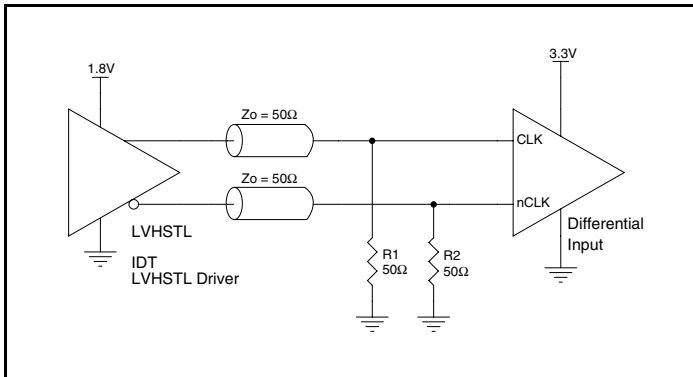 1.8V
3.3V
Zo = 50Ω
CLK
Zo = 50Ω
nCLK
LVHSTL
IDT
LVHSTL Driver
R1
50Ω
R2
50Ω
Differential
Input